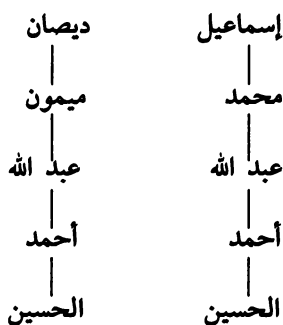 إسماعيل ديصان
محمد ميمون
عبد الله عبد الله
أحمد أحمد
الحسين الحسين